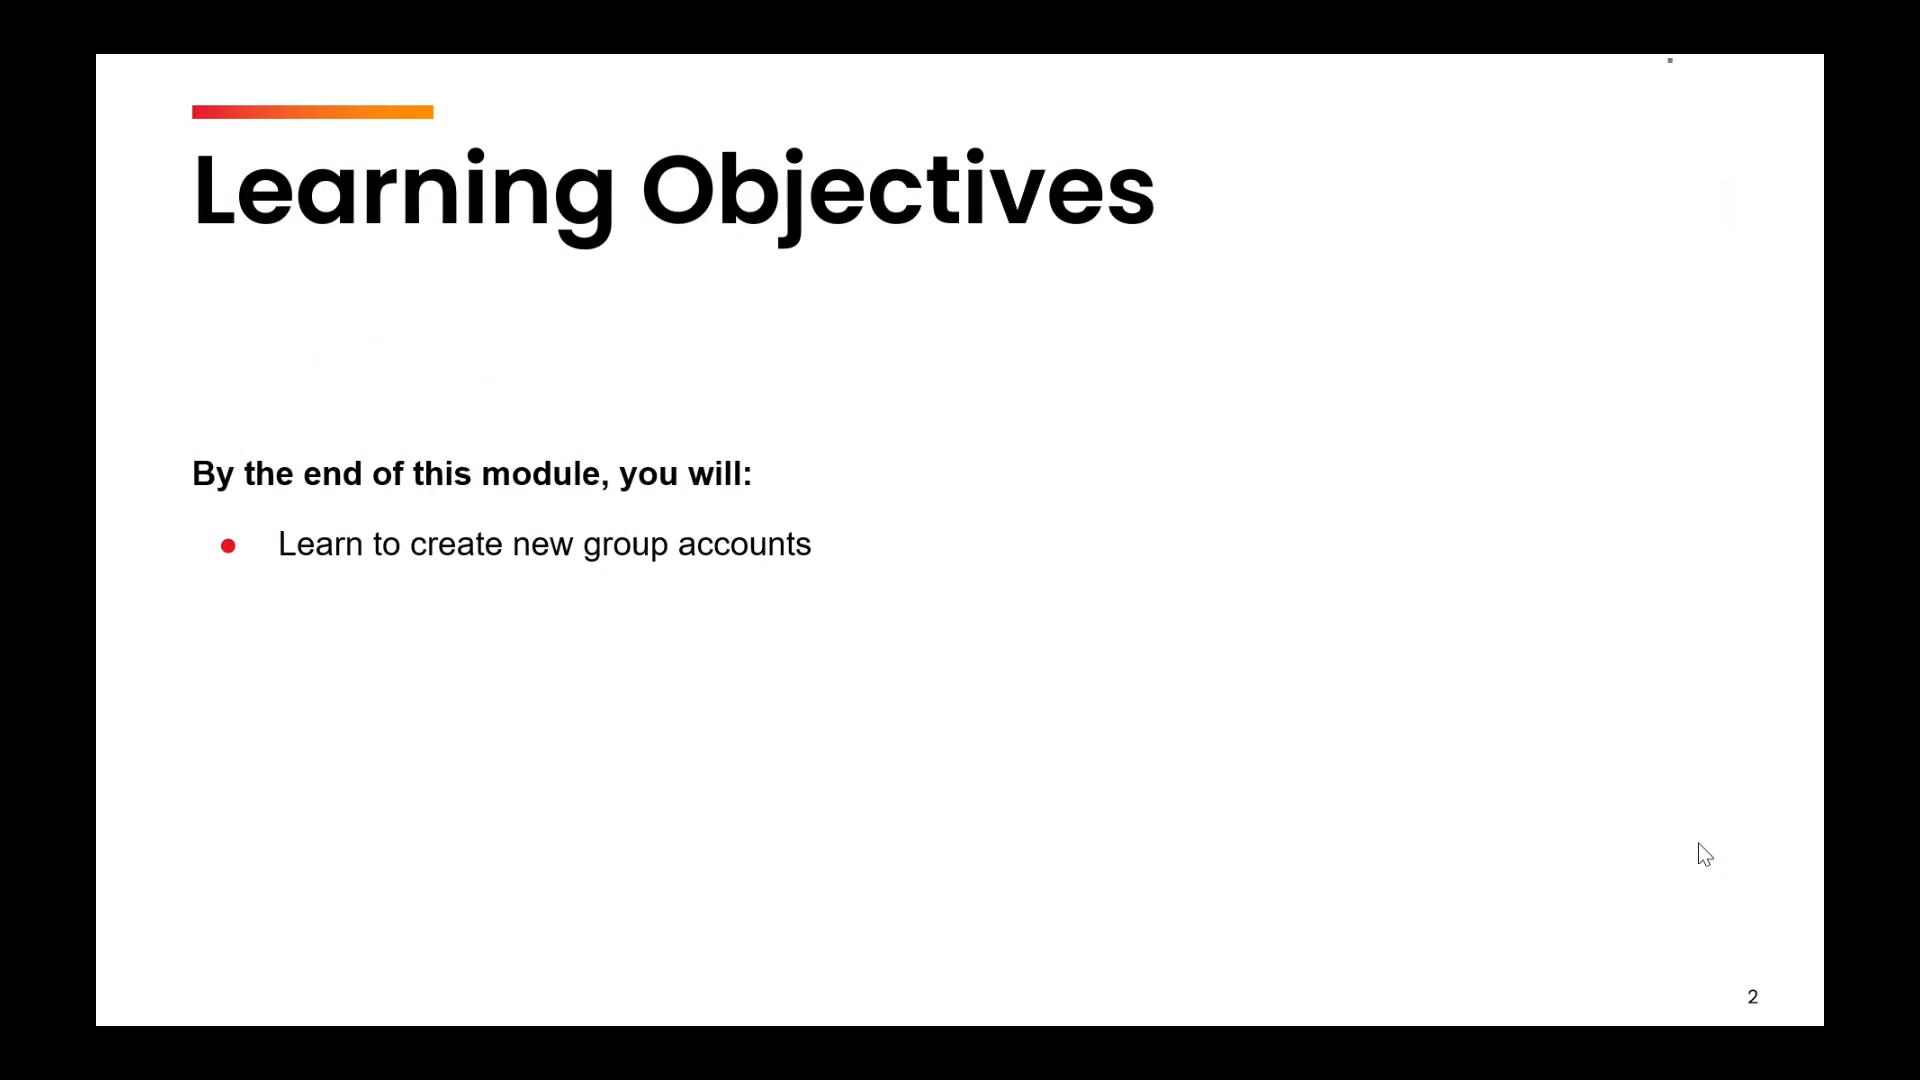 Learning Objectives
By the end of this module, you will:
● Learn to create new group accounts
2